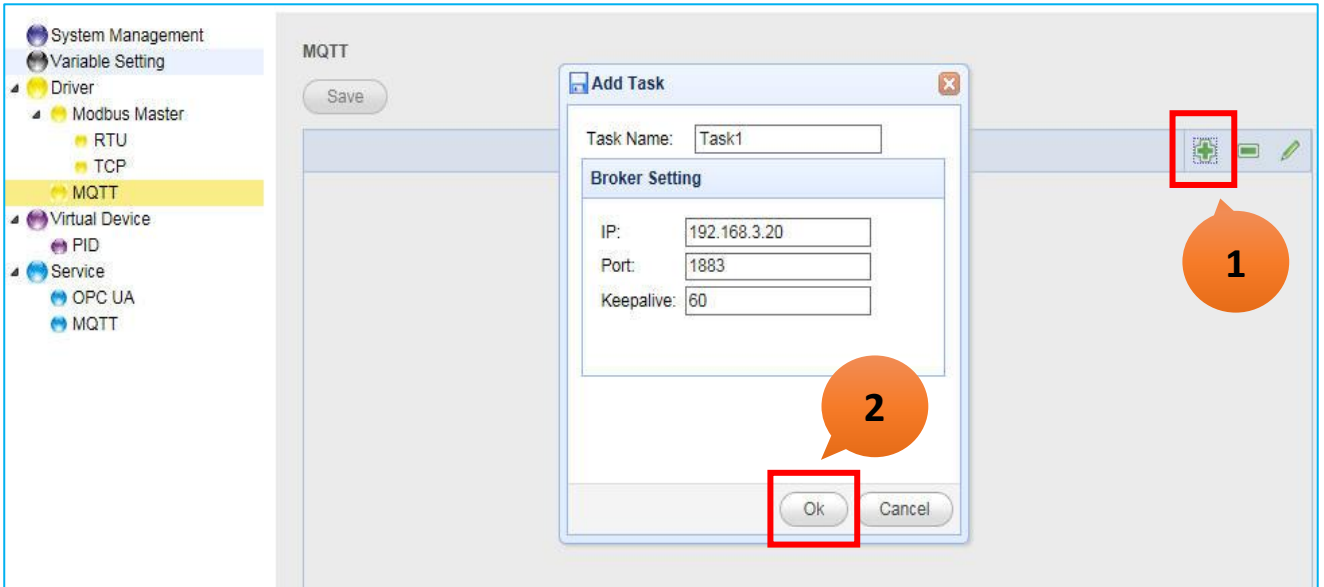 System Management
Variable Setting
Driver
Modbus Master
RTU
TCP
MQTT
Virtual Device
PID
Service
OPC UA
MQTT
MQTT
Save
Add Task
Task Name: Task1
Broker Setting
IP: 192.168.3.20
Port: 1883
Keepalive: 60
Ok Cancel
1
2